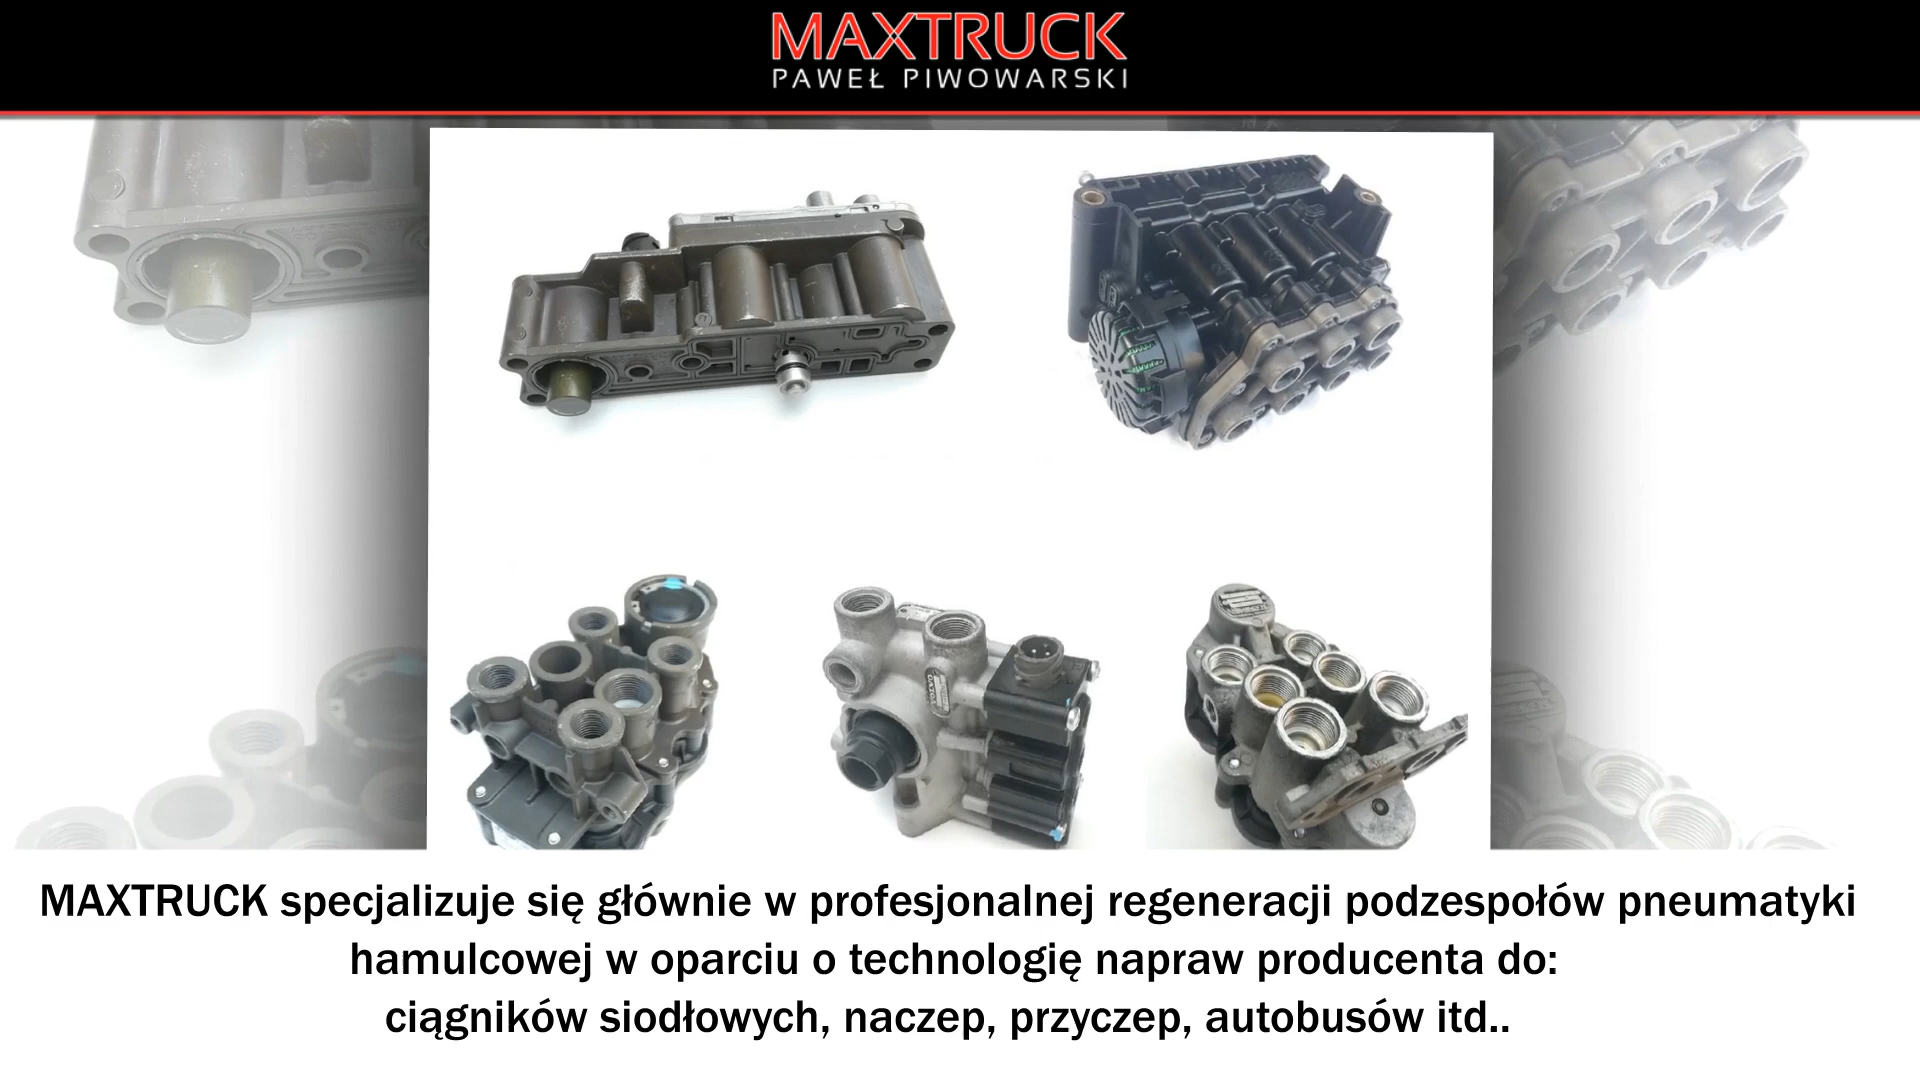 MAXTRUCK
PAWEŁ PIWOWARSKI
MAXTRUCK specjalizuje się głównie w profesjonalnej regeneracji podzespołów pneumatyki
hamulcowej w oparciu o technologię napraw producenta do:
ciągników siodłowych, naczep, przyczep, autobusów itd..